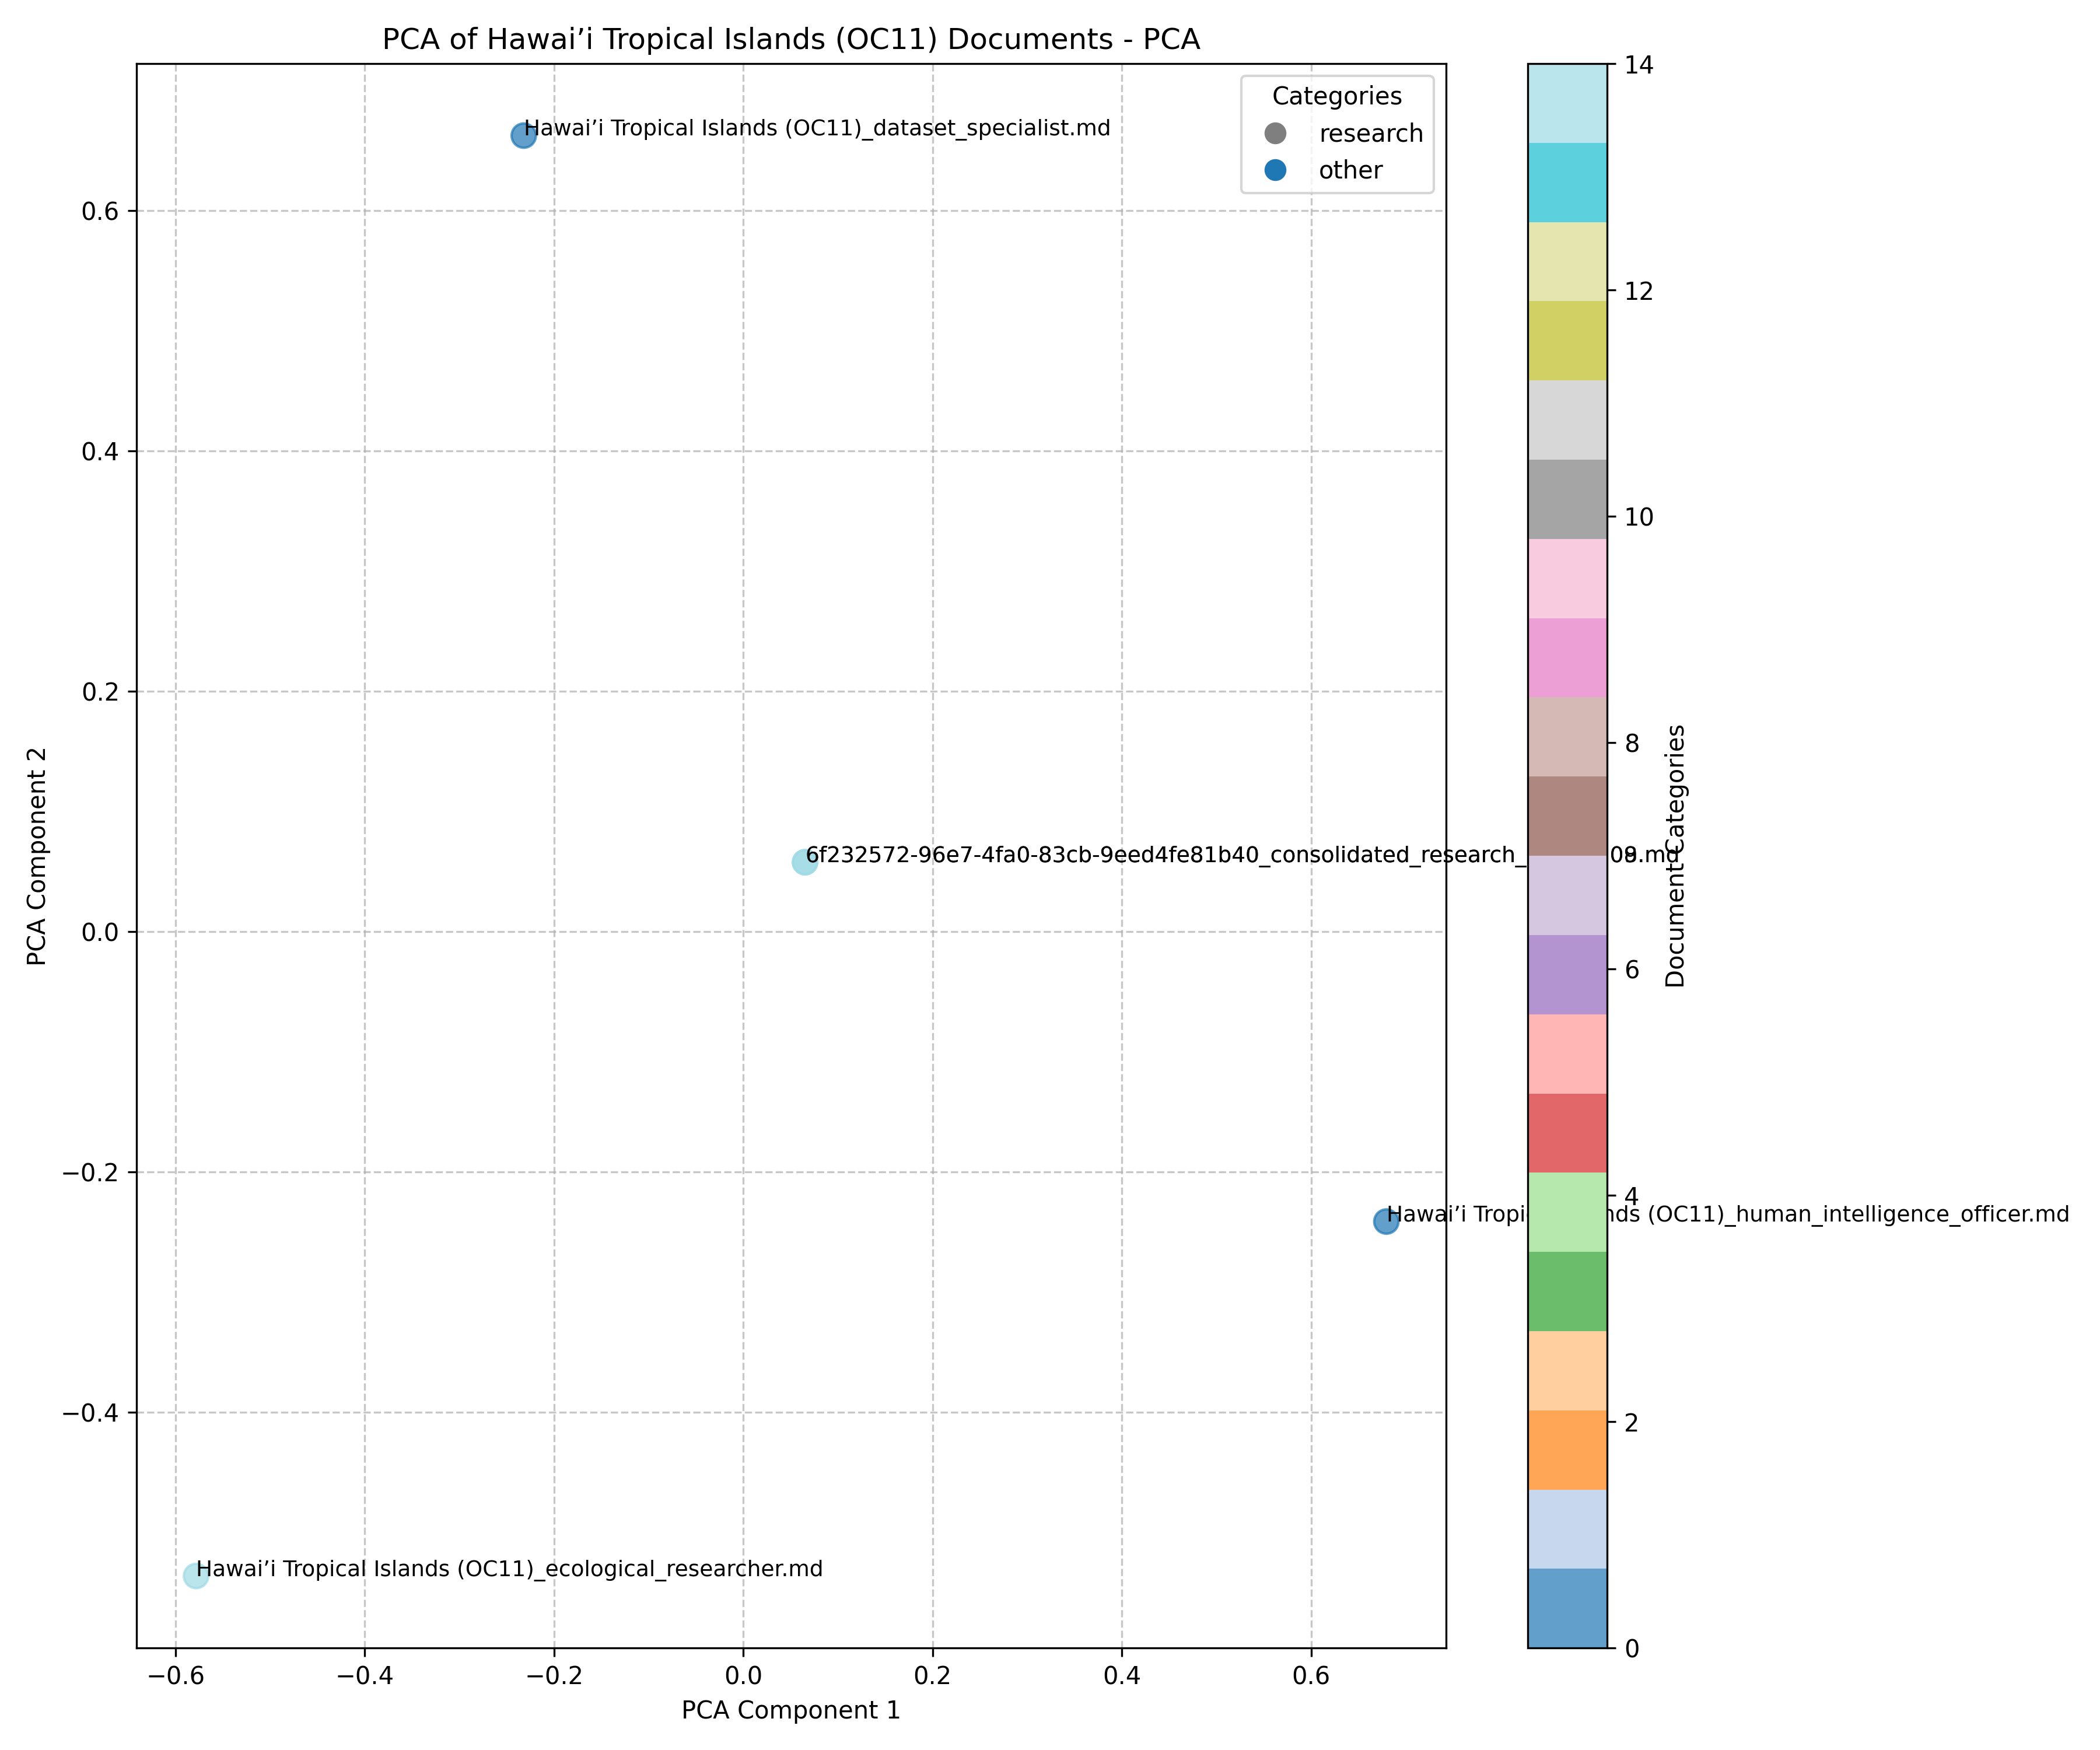 PCA of Hawai’i Tropical Islands (OC11) Documents - PCA
Categories
research
other
Hawai’i Tropical Islands (OC11)_dataset_specialist.md
6f232572-96e7-4fa0-83cb-9eed4fe81b40_consolidated_research_
.md
Hawai’i Tropi
nds (OC11)_human_intelligence_officer.md
Hawai’i Tropical Islands (OC11)_ecological_researcher.md
PCA Component 2
0.6
0.4
0.2
0.0
−0.2
−0.4
−0.6
−0.4
−0.2
0.0
0.2
0.4
0.6
PCA Component 1
14
12
10
8
6
4
2
0
Document Categories